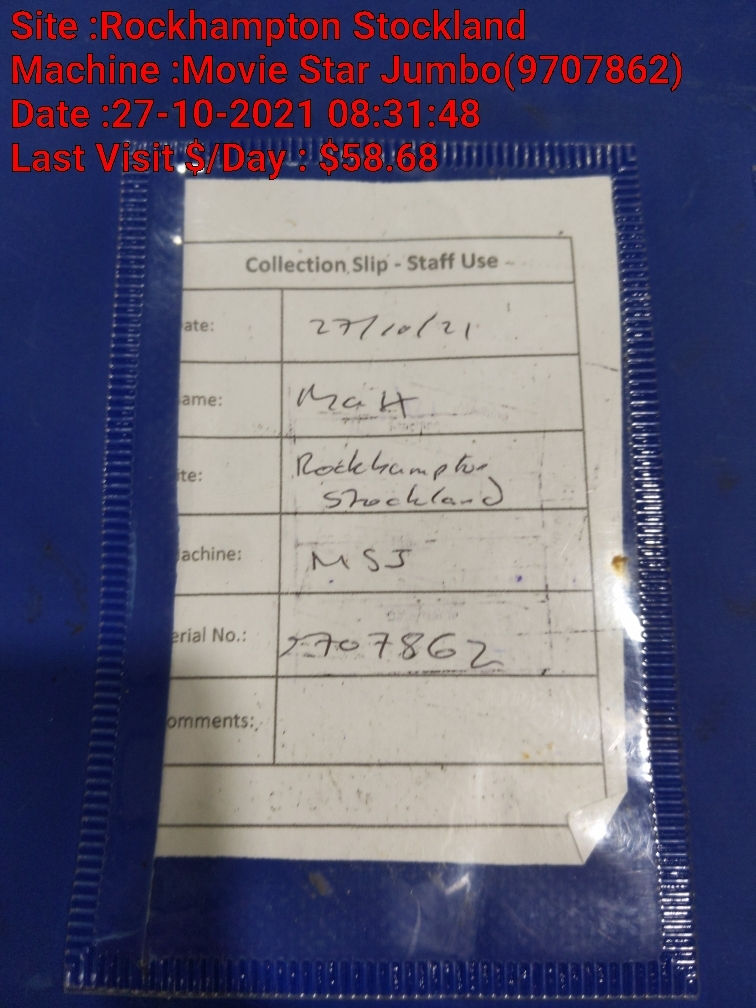 Site :Rockhampton Stockland
Machine :Movie Star Jumbo(9707862)
Date :27-10-2021 08:31:48
Last Visit $/Day : $58.68
Collection Slip - Staff Use
ate: 27/10/21
ame: Matt
ite: Rockhampton
Stockland
achine: MSJ
erial No.: 9707862
omments: